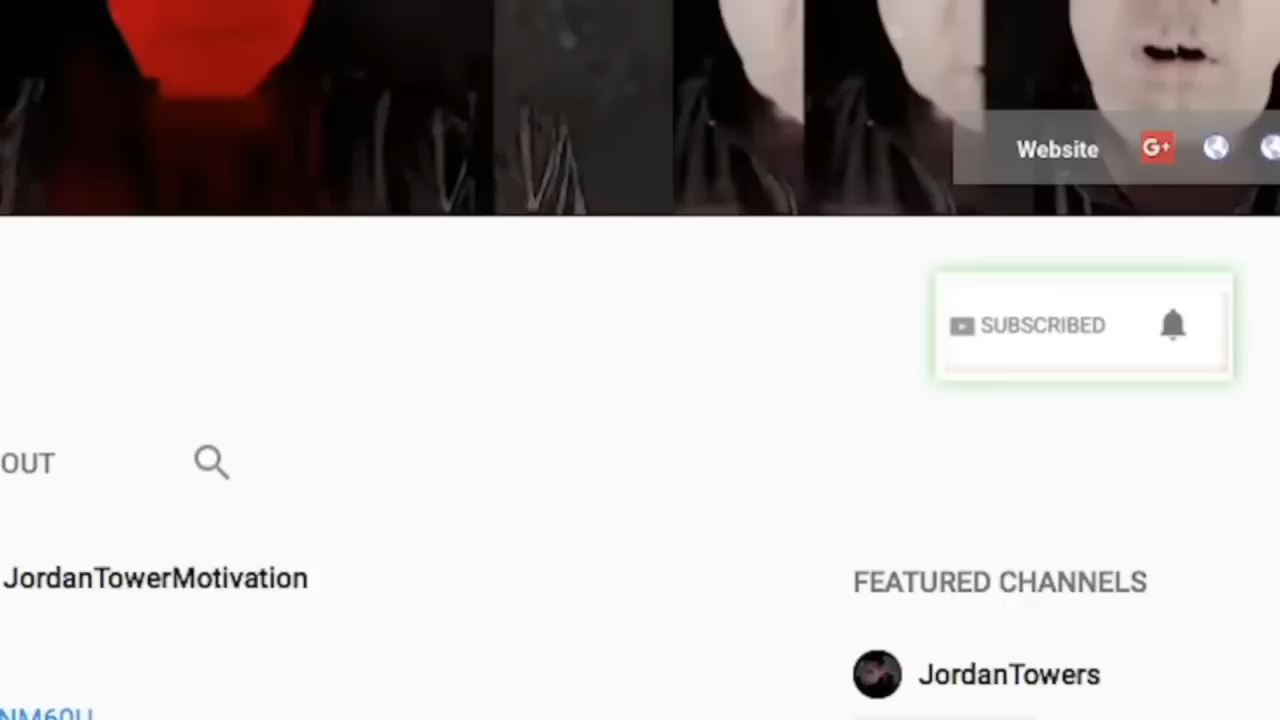 Website G+
SUBSCRIBED
OUT
JordanTowerMotivation
FEATURED CHANNELS
JordanTowers